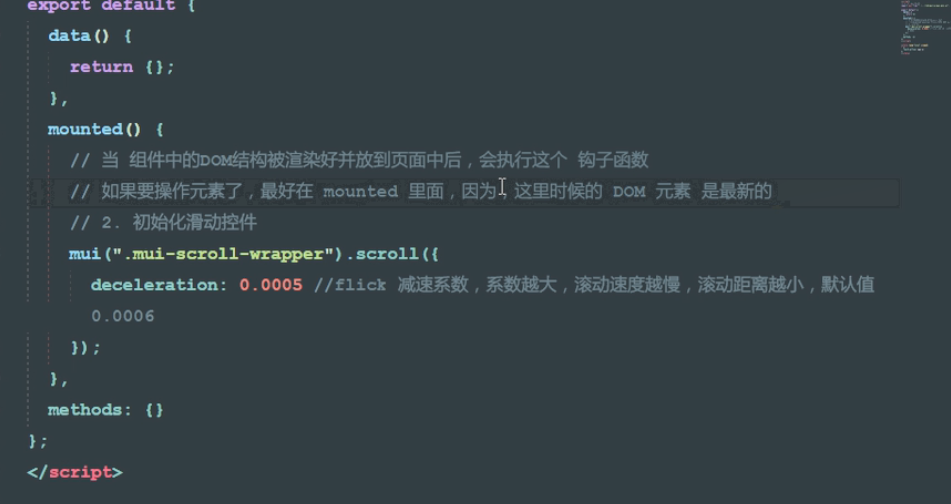 export default {
data() {
return {};
},
mounted() {
// 当 组件中的DOM结构被渲染好并放到页面中后，会执行这个 钩子函数
// 如果要操作元素了，最好在 mounted 里面，因为，这里时候的 DOM 元素 是最新的
// 2. 初始化滑动控件
mui(".mui-scroll-wrapper").scroll({
deceleration: 0.0005 //flick 减速系数，系数越大，滚动速度越慢，滚动距离越小，默认值
0.0006
});
},
methods: {}
};
</script>